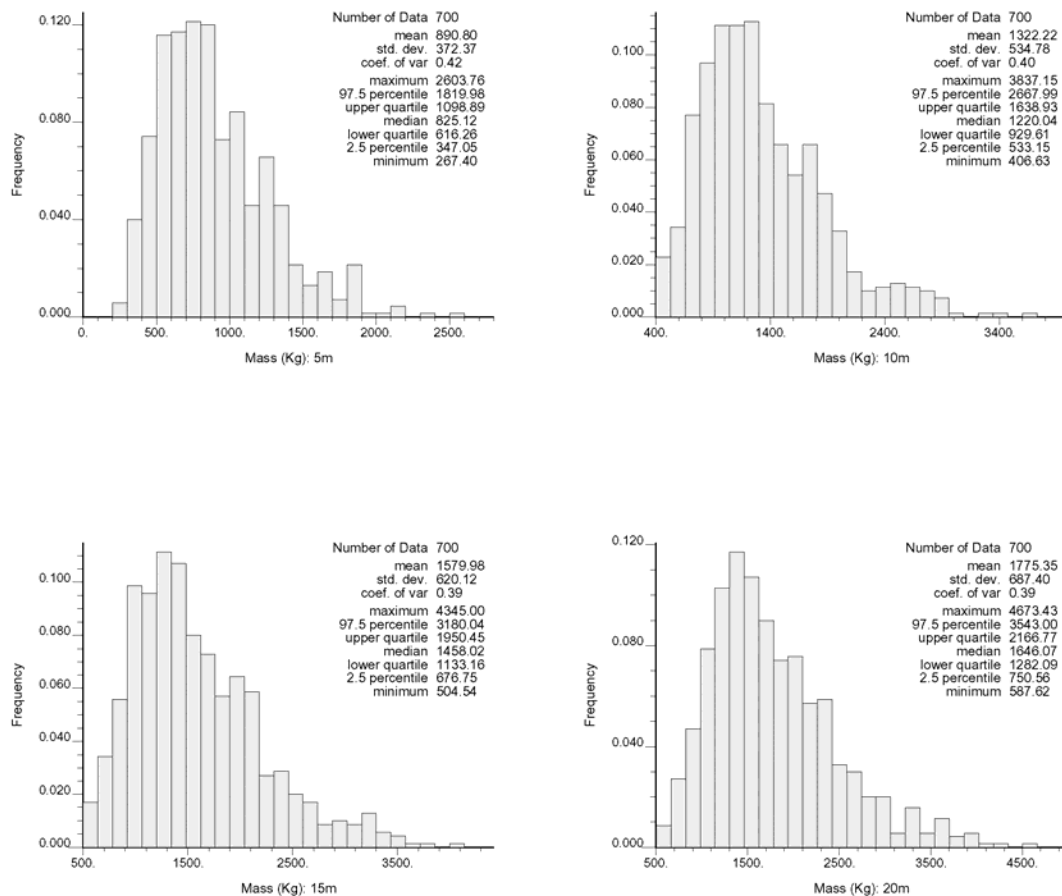 Number of Data 700
mean 890.80
std. dev. 372.37
coef. of var 0.42
maximum 2603.76
97.5 percentile 1819.98
upper quartile 1098.89
median 825.12
lower quartile 616.26
2.5 percentile 347.05
minimum 267.40
Frequency
0.120
0.080
0.040
0.000
0. 500. 1000. 1500. 2000. 2500.
Mass (Kg): 5m
Number of Data 700
mean 1322.22
std. dev. 534.78
coef. of var 0.40
maximum 3837.15
97.5 percentile 2667.99
upper quartile 1638.93
median 1220.04
lower quartile 929.61
2.5 percentile 533.15
minimum 406.63
Frequency
0.100
0.080
0.060
0.040
0.020
0.000
400. 1400. 2400. 3400.
Mass (Kg): 10m
Number of Data 700
mean 1579.98
std. dev. 620.12
coef. of var 0.39
maximum 4345.00
97.5 percentile 3180.04
upper quartile 1950.45
median 1458.02
lower quartile 1133.16
2.5 percentile 676.75
minimum 504.54
Frequency
0.100
0.080
0.060
0.040
0.020
0.000
500. 1500. 2500. 3500.
Mass (Kg): 15m
Number of Data 700
mean 1775.35
std. dev. 687.40
coef. of var 0.39
maximum 4673.43
97.5 percentile 3543.00
upper quartile 2166.77
median 1646.07
lower quartile 1282.09
2.5 percentile 750.56
minimum 587.62
Frequency
0.120
0.080
0.040
0.000
500. 1500. 2500. 3500. 4500.
Mass (Kg): 20m